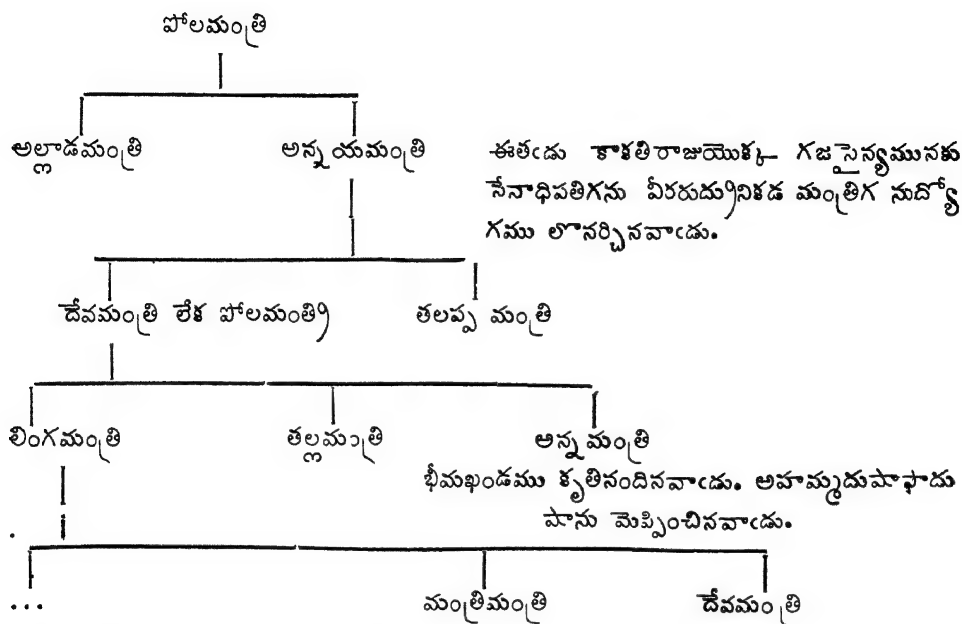 పోలమంత్రి
అల్లాడమంత్రి అన్నయమంత్రి
ఈతఁడు కాకతిరాజుయొక్క గజసైన్యమునకు
సేనాధిపతిగను వీరరుద్రునికడ మంత్రిగ నుద్యో
గము లొనర్చినవాఁడు.
దేవమంత్రి లేక పోలమంత్రి తలప్ప మంత్రి
లింగమంత్రి తల్లమంత్రి అన్నమంత్రి
భీమఖండము కృతినందినవాఁడు. అహమ్మదుషాహదు
షాను మెప్పించినవాఁడు.
... మంత్రిమంత్రి దేవమంత్రి